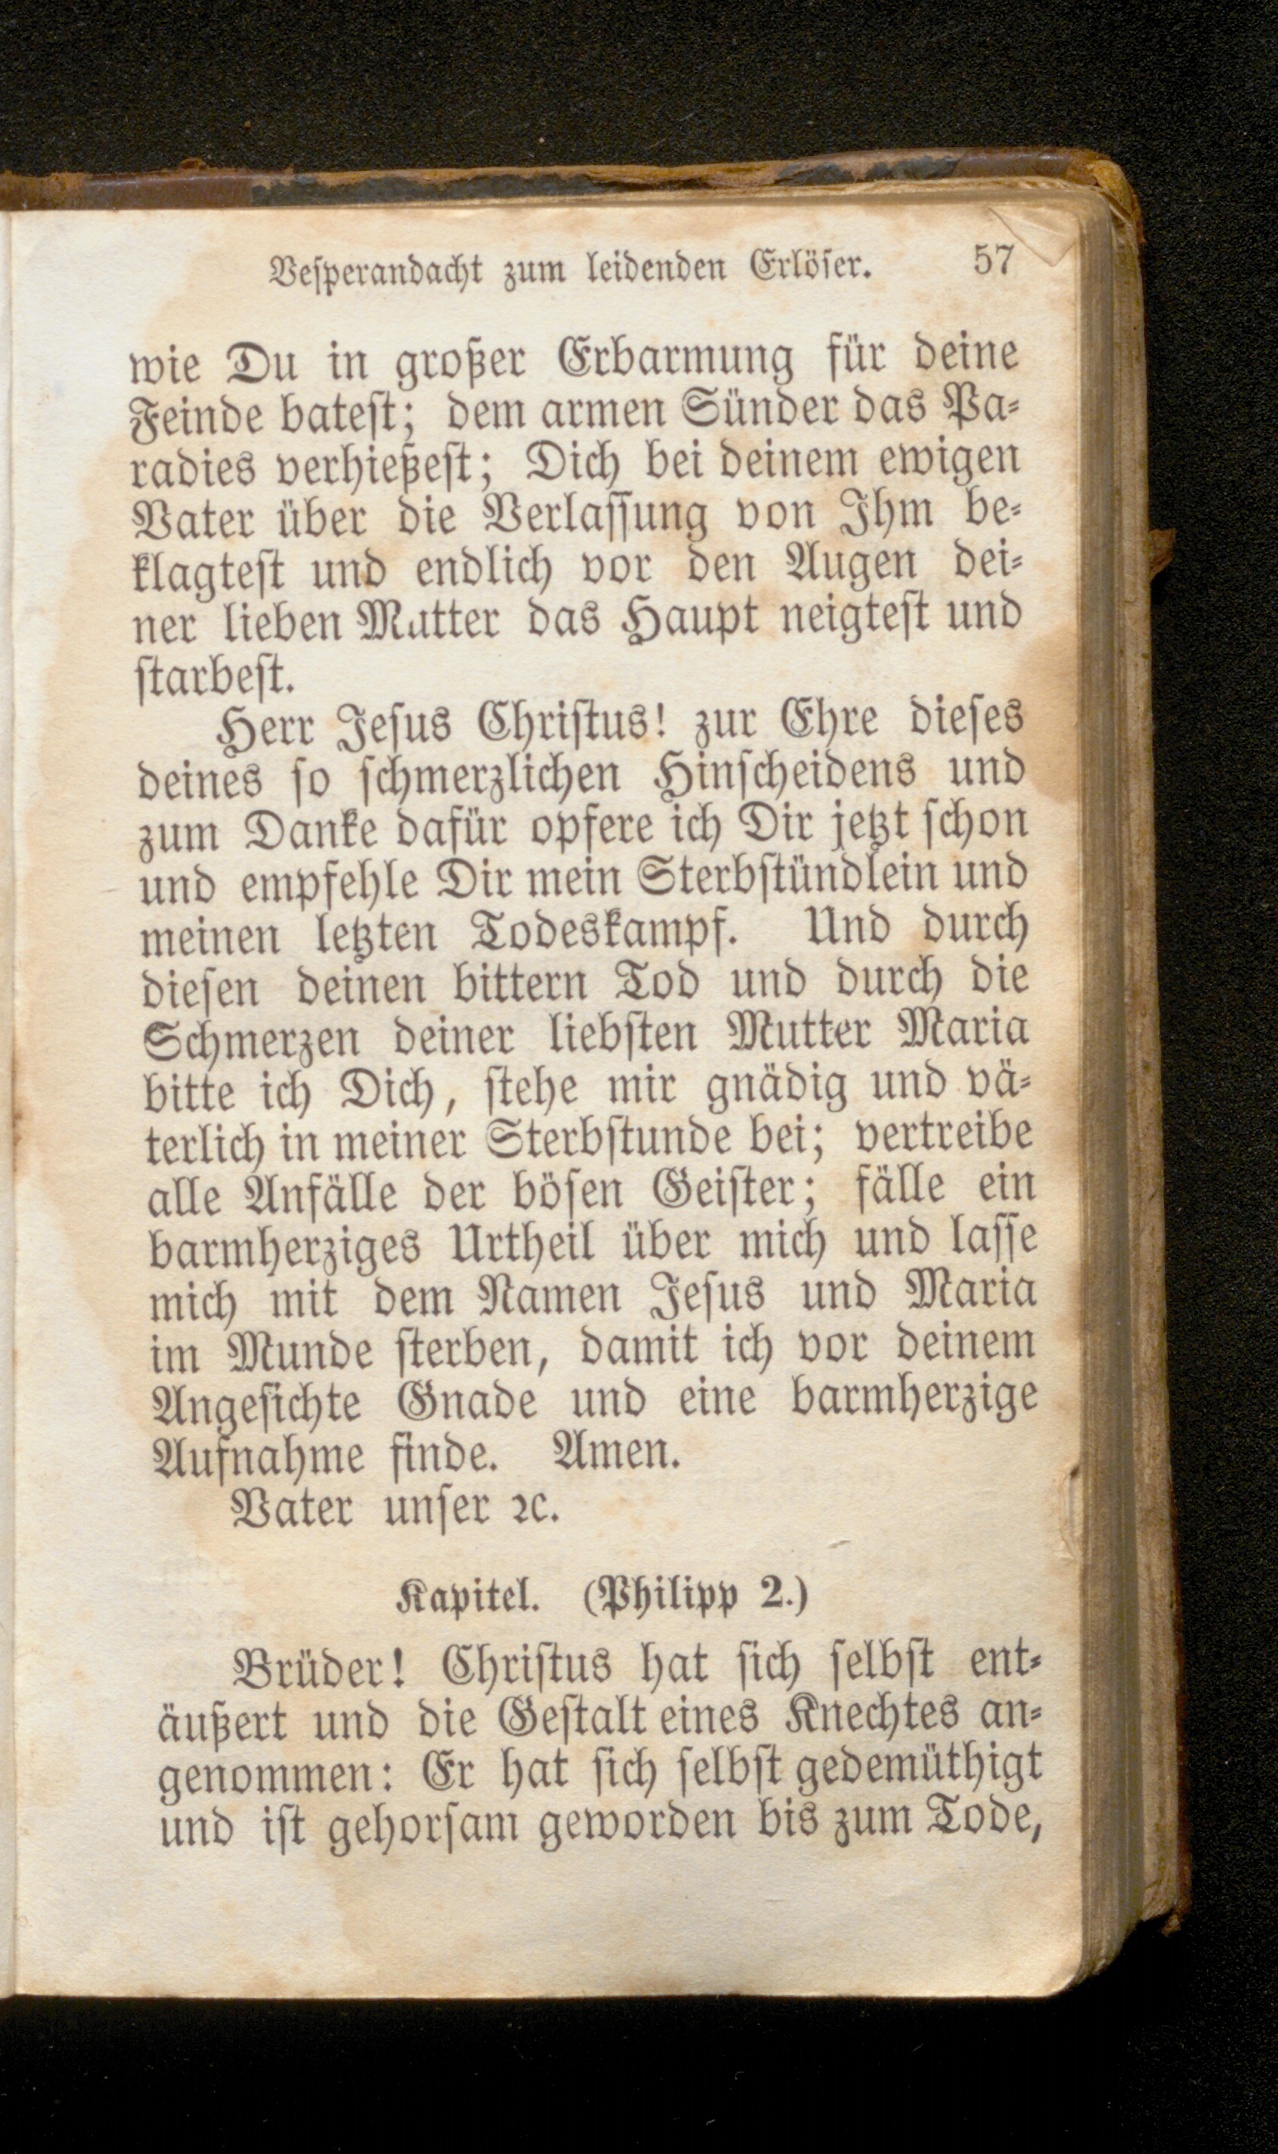 Vesperandacht zum leidenden Erlöser. 57
wie Du in großer Erbarmung für deine
Feinde batest; dem armen Sünder das Pa-
radies verhießest; Dich bei deinem ewigen
Vater über die Verlassung von Ihm be-
klagtest und endlich vor den Augen dei-
ner lieben Mutter das Haupt neigtest und
starbest.
Herr Jesus Christus! zur Ehre dieses
deines so schmerzlichen Hinscheidens und
zum Danke dafür opfere ich Dir jetzt schon
und empfehle Dir mein Sterbstündlein und
meinen letzten Todeskampf. Und durch
diesen deinen bittern Tod und durch die
Schmerzen deiner liebsten Mutter Maria
bitte ich Dich, stehe mir gnädig und vä-
terlich in meiner Sterbstunde bei; vertreibe
alle Anfälle der bösen Geister; fälle ein
barmherziges Urtheil über mich und lasse
mich mit dem Namen Jesus und Maria
im Munde sterben, damit ich vor deinem
Angesichte Gnade und eine barmherzige
Aufnahme finde. Amen.
Vater unser ꝛc.
Kapitel. (Philipp 2.)
Brüder! Christus hat sich selbst ent-
äußert und die Gestalt eines Knechtes an-
genommen: Er hat sich selbst gedemüthigt
und ist gehorsam geworden bis zum Tode,